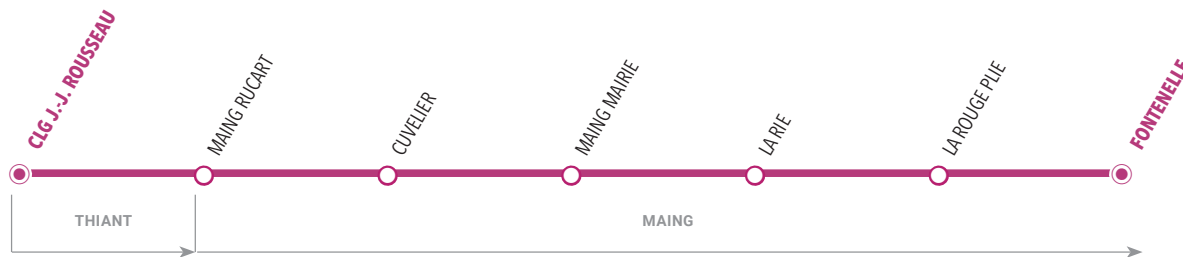 CLG J.-J. ROUSSEAU
MAING RUCART
CUVELIER
MAING MAIRIE
LA RIE
LA ROUGE PLIE
FONTENELLE
THIANT
MAING